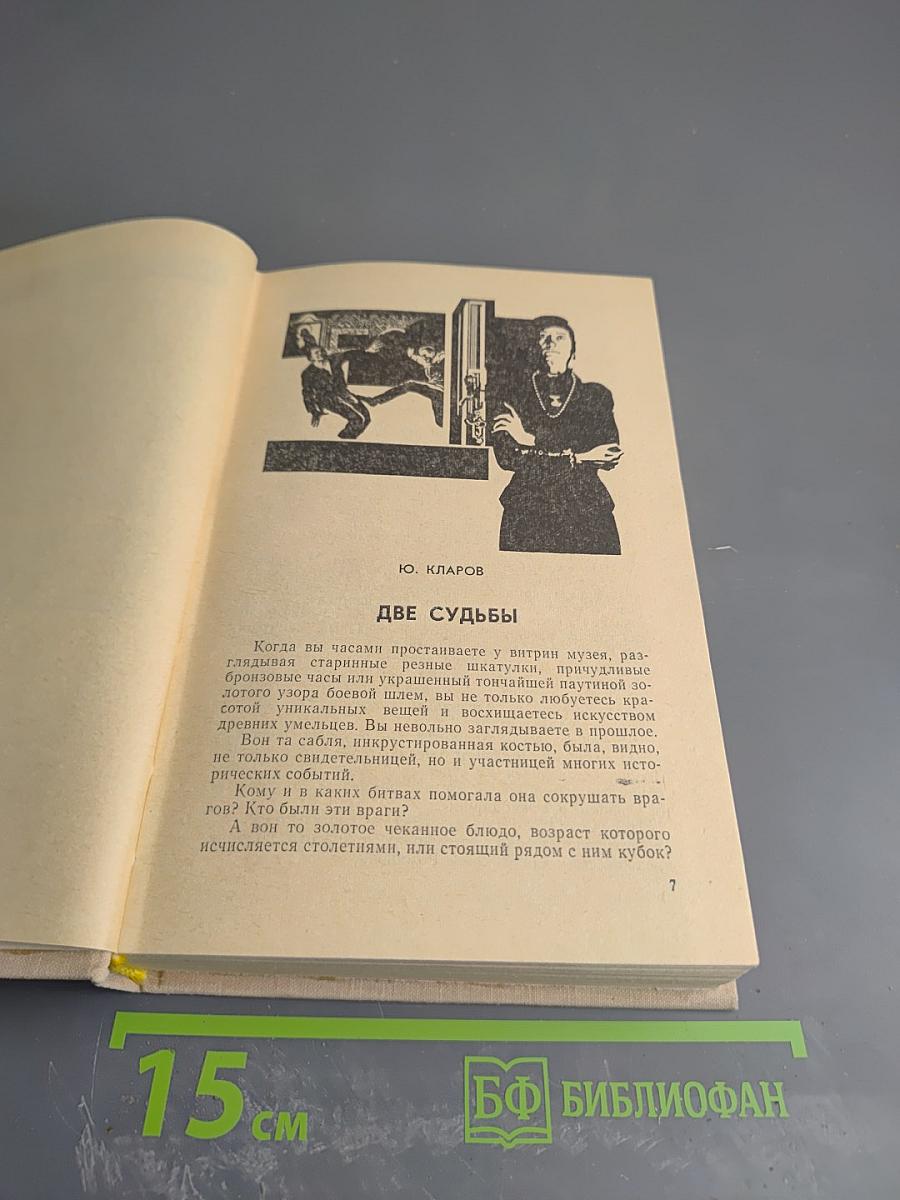 Ю. КЛАРОВ
ДВЕ СУДЬБЫ
Когда вы часами простаиваете у витрин музея, раз-
глядывая старинные резные шкатулки, причудливые
бронзовые часы или украшенный тончайшей паутиной зо-
лотого узора боевой шлем, вы не только любуетесь кра-
сотой уникальных вещей и восхищаетесь искусством
древних умельцев. Вы невольно заглядываете в прошлое.
Вон та сабля, инкрустированная костью, была, видно,
не только свидетельницей, но и участницей многих исто-
рических событий.
Кому и в каких битвах помогала она сокрушать вра-
гов? Кто были эти враги?
А вон то золотое чеканное блюдо, возраст которого
исчисляется столетиями, или стоящий рядом с ним кубок?
7
15 см
БФ БИБЛИОФАН